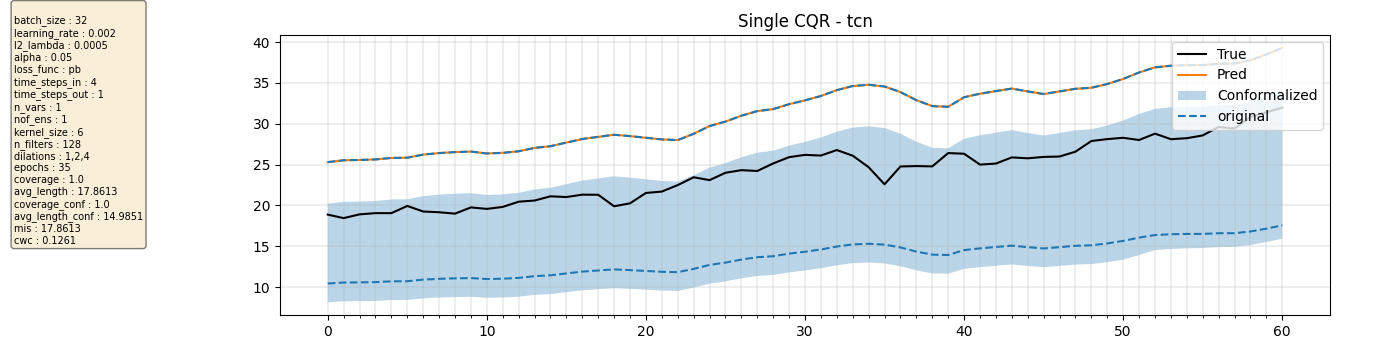 Single CQR - tcn
batch_size : 32
learning_rate : 0.002
l2_lambda : 0.0005
alpha : 0.05
loss_func : pb
time_steps_in : 4
time_steps_out : 1
n_vars : 1
nof_ens : 1
kernel_size : 6
n_filters : 128
dilations : 1,2,4
epochs : 35
coverage : 1.0
avg_length : 17.8613
coverage_conf : 1.0
avg_length_conf : 14.9851
mis : 17.8613
cwc : 0.1261
40
35
30
25
20
15
10
True
Pred
Conformalized
original
0 10 20 30 40 50 60